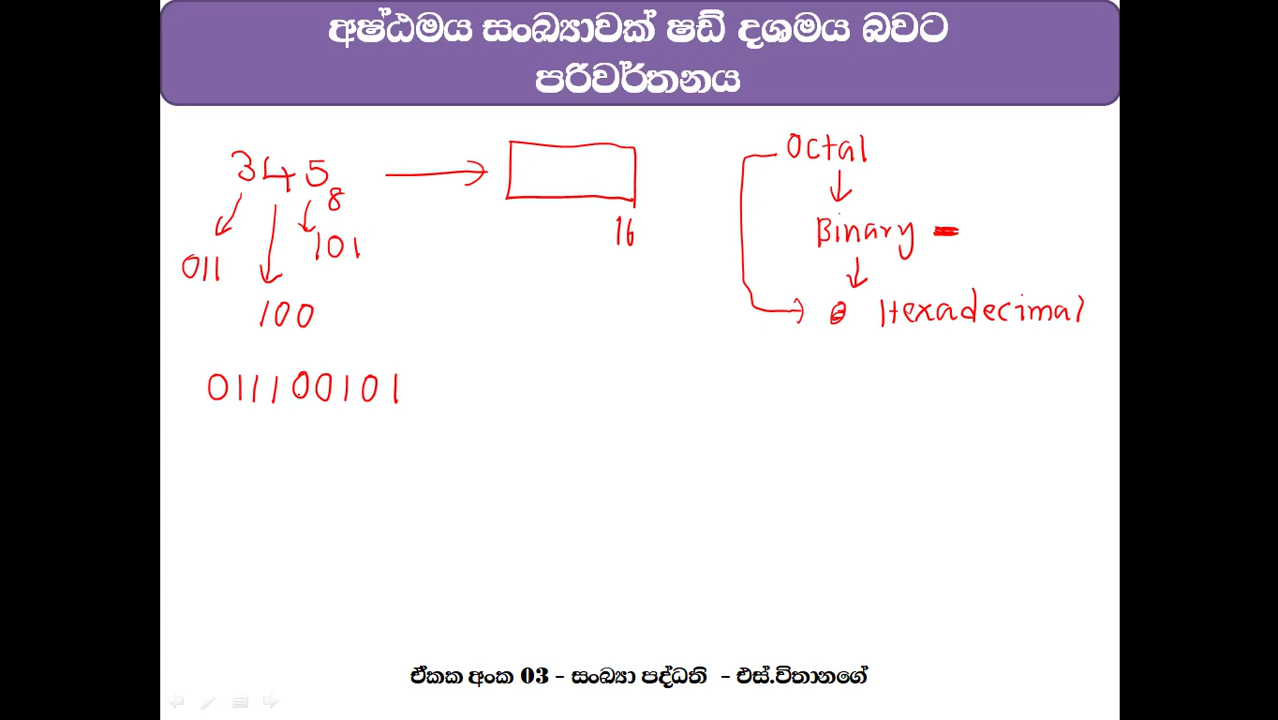 අෂ්ඨමය සංඛ්‍යාවක් ෂඩ් දශමය බවට
පරිවර්තනය
345
8
16
011
100
101
011100101
Octal
Binary
Hexadecimal
ඒකක අංක 03 - සංඛ්‍යා පද්ධති - එස්.විතානගේ